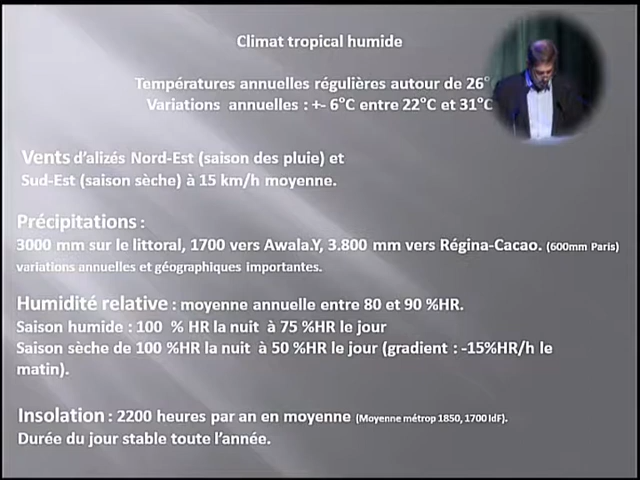 Climat tropical humide
Températures annuelles régulières autour de 26°
Variations annuelles : +- 6°C entre 22°C et 31°C
Vents d'alizés Nord-Est (saison des pluie) et
Sud-Est (saison sèche) à 15 km/h moyenne.
Précipitations :
3000 mm sur le littoral, 1700 vers Awala.Y, 3.800 mm vers Régina-Cacao. (600mm Paris)
variations annuelles et géographiques importantes.
Humidité relative : moyenne annuelle entre 80 et 90 %HR.
Saison humide : 100 % HR la nuit à 75 %HR le jour
Saison sèche de 100 %HR la nuit à 50 %HR le jour (gradient : -15%HR/h le
matin).
Insolation : 2200 heures par an en moyenne (Moyenne métrop 1850, 1700 IdF).
Durée du jour stable toute l'année.